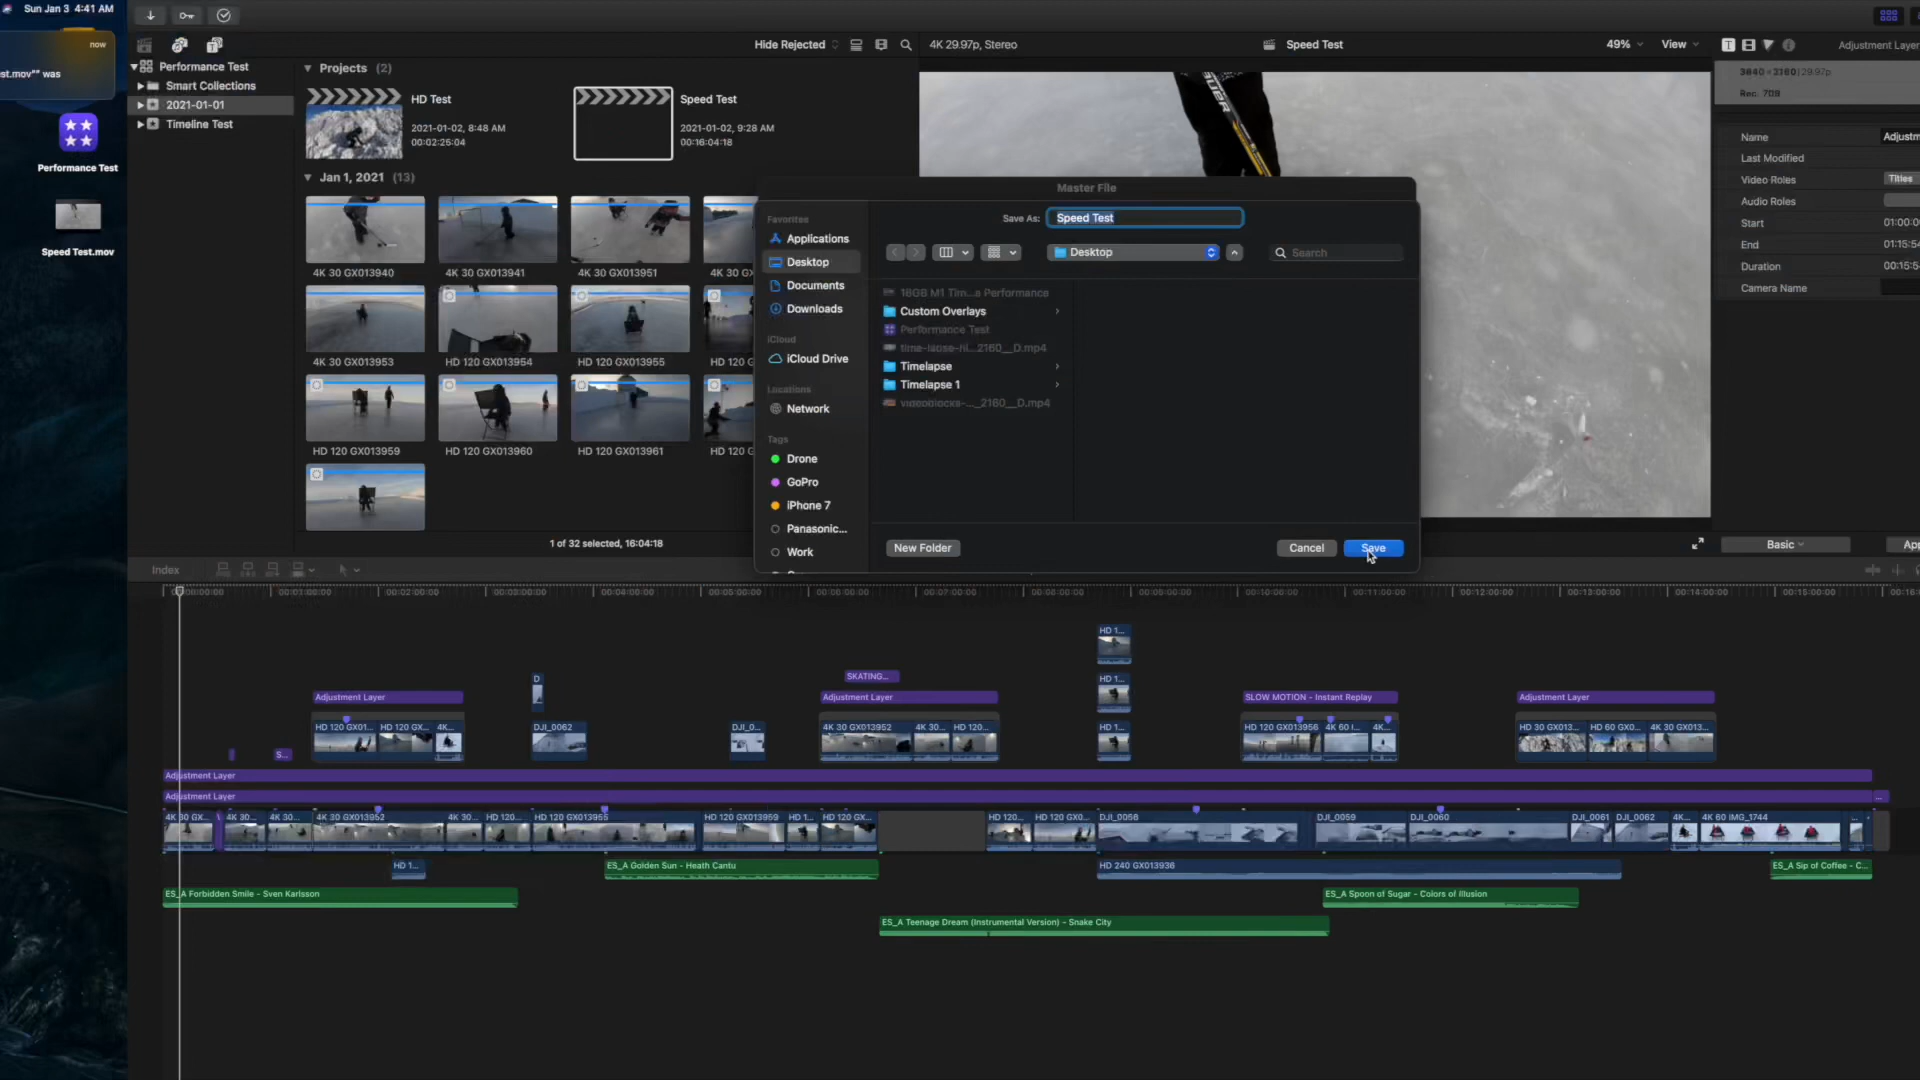 Sun Jan 3 4:41 AM
now
st.mov"" was
Performance Test
Speed Test.mov
Hide Rejected
4K 29.97p, Stereo
Speed Test
49%
View
Adjustment Layer
Performance Test
Smart Collections
2021-01-01
Timeline Test
Projects (2)
HD Test
2021-01-02, 8:48 AM
00:02:25:04
Speed Test
2021-01-02, 9:28 AM
00:16:04:18
Jan 1, 2021 (13)
4K 30 GX013940
4K 30 GX013941
4K 30 GX013951
4K 30 G
4K 30 GX013953
HD 120 GX013954
HD 120 GX013955
HD 120 G
HD 120 GX013959
HD 120 GX013960
HD 120 GX013961
HD 120 G
1 of 32 selected, 16:04:18
Master File
Save As:
Speed Test
Desktop
Search
Favorites
Applications
Desktop
Documents
Downloads
iCloud
iCloud Drive
Locations
Network
Tags
Drone
GoPro
iPhone 7
Panasonic...
Work
16GB M1 Tim...s Performance
Custom Overlays
Performance Test
time-lapse-ni..._2160__D.mp4
Timelapse
Timelapse 1
videoblocks-..._2160__D.mp4
New Folder
Cancel
Save
3840 × 2160 | 29.97p
Rec. 709
Name
Adjustm
Last Modified
Video Roles
Titles
Audio Roles
Start
01:00:0
End
01:15:5
Duration
00:15:5
Camera Name
Basic
App
Index
00:01:00:00
00:02:00:00
00:03:00:00
00:04:00:00
00:05:00:00
00:06:00:00
00:07:00:00
00:08:00:00
00:09:00:00
00:10:00:00
00:11:00:00
00:12:00:00
00:13:00:00
00:14:00:00
00:15:00:00
00:16:
HD 1...
SKATING...
D
HD 1...
Adjustment Layer
Adjustment Layer
SLOW MOTION - Instant Replay
Adjustment Layer
HD 120 GX01...
HD 120 GX...
4K...
DJI_0062
DJI_0...
4K 30 GX013952
4K 30...
HD 120...
HD 1...
HD 120 GX013956
4K 60 I...
4K...
HD 30 GX013...
HD 60 GX0...
4K 30 GX013...
S...
Adjustment Layer
Adjustment Layer
...
4K 30 GX...
4K 30...
4K 30...
4K 30 GX013952
4K 30...
HD 120...
HD 120 GX013955
HD 120 GX013959
HD 1...
HD 120 GX...
HD 120...
HD 120 GX0...
DJI_0058
DJI_0059
DJI_0060
DJI_0061
DJI_0062
4K...
4K 60 IMG_1744
...
HD 1...
ES_A Golden Sun - Heath Cantu
HD 240 GX013936
ES_A Sip of Coffee - C...
ES_A Forbidden Smile - Sven Karlsson
ES_A Spoon of Sugar - Colors of Illusion
ES_A Teenage Dream (Instrumental Version) - Snake City